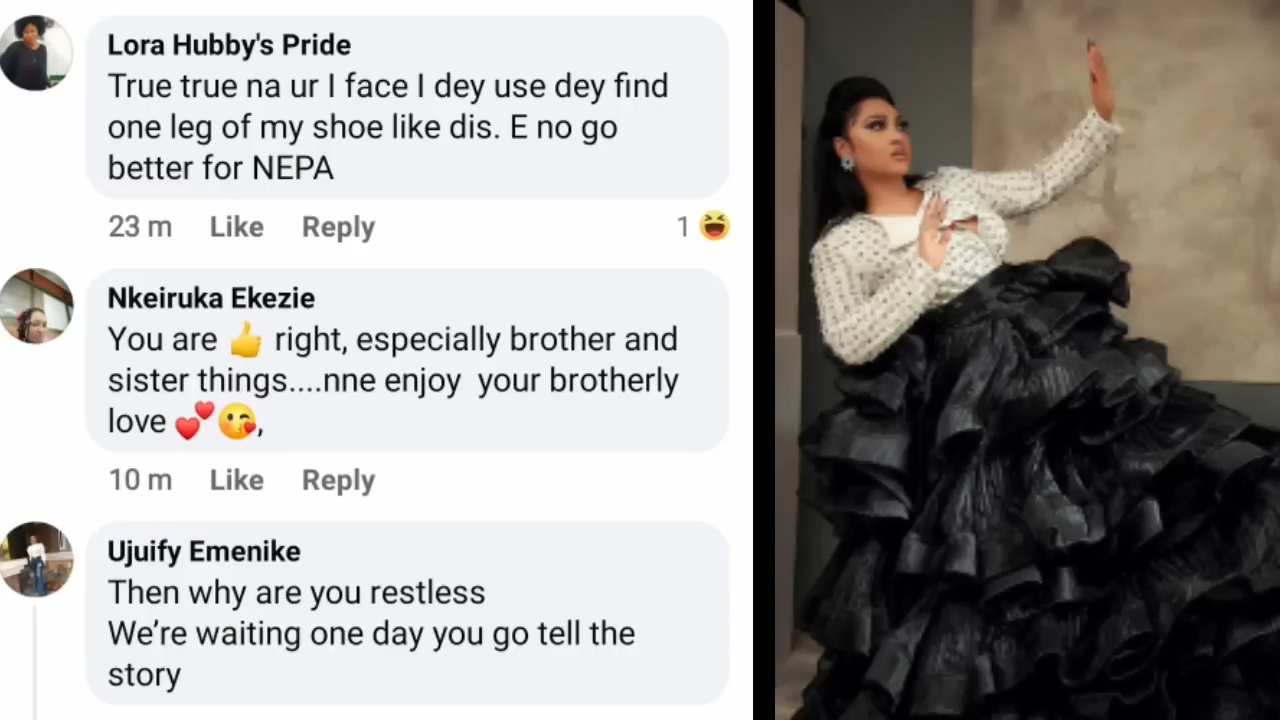 Lora Hubby's Pride
True true na ur I face I dey use dey find
one leg of my shoe like dis. E no go
better for NEPA
23 m Like Reply 1 😆
Nkeiruka Ekezie
You are 👍 right, especially brother and
sister things....nne enjoy your brotherly
love 💕😘,
10 m Like Reply
Ujuify Emenike
Then why are you restless
We’re waiting one day you go tell the
story